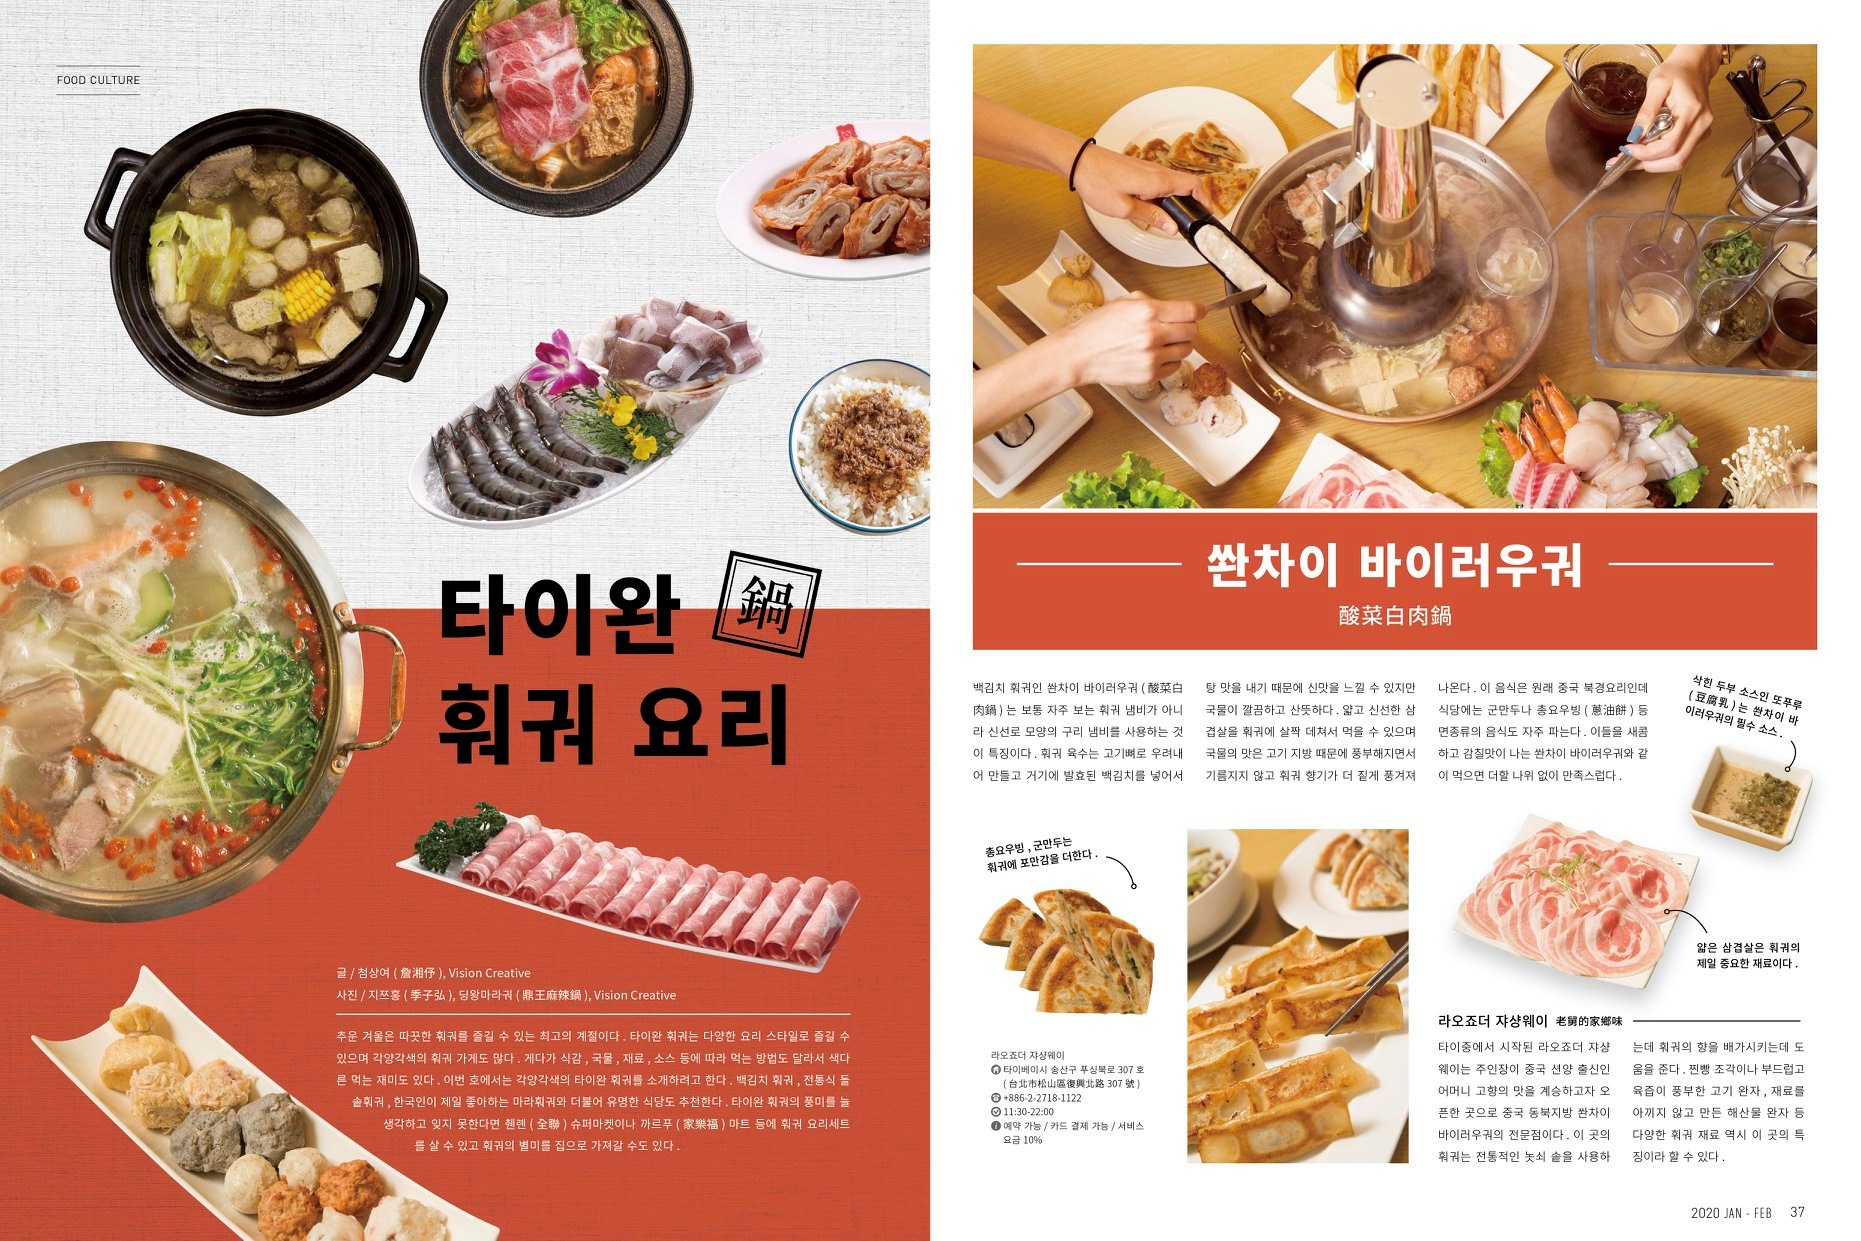 FOOD CULTURE
타이완 鍋
훠궈 요리
글 / 첨상여 ( 詹湘伃 ), Vision Creative
사진 / 지쯔홍 ( 季子弘 ), 딩왕마라궈 ( 鼎王麻辣鍋 ), Vision Creative
추운 겨울은 따끗한 훠궈를 즐길 수 있는 최고의 계절이다 . 타이완 훠궈는 다양한 요리 스타일로 즐길 수
있으며 각양각색의 훠궈 가게도 많다 . 게다가 식감 , 국물 , 재료 , 소스 등에 따라 먹는 방법도 달라서 색다
른 먹는 재미도 있다 . 이번 호에서는 각양각색의 타이완 훠궈를 소개하려고 한다 . 백김치 훠궈 , 전통식 돌
솥훠궈 , 한국인이 제일 좋아하는 마라훠궈와 더불어 유명한 식당도 추천한다 . 타이완 훠궈의 풍미를 늘
생각하고 잊지 못한다면 췐롄 ( 全聯 ) 슈퍼마켓이나 까르푸 ( 家樂福 ) 마트 등에 훠궈 요리세트
를 살 수 있고 훠궈의 별미를 집으로 가져갈 수도 있다 .
쏸차이 바이러우궈
酸菜白肉鍋
백김치 훠궈인 쏸차이 바이러우궈 ( 酸菜白
肉鍋 ) 는 보통 자주 보는 훠궈 냄비가 아니
라 신선로 모양의 구리 냄비를 사용하는 것
이 특징이다 . 훠궈 육수는 고기뼈로 우려내
어 만들고 거기에 발효된 백김치를 넣어서
탕 맛을 내기 때문에 신맛을 느낄 수 있지만
국물이 깔끔하고 산뜻하다 . 얇고 신선한 삼
겹살을 훠궈에 살짝 데쳐서 먹을 수 있으며
국물의 맛은 고기 지방 때문에 풍부해지면서
기름지지 않고 훠궈 향기가 더 짙게 풍겨져
나온다 . 이 음식은 원래 중국 북경요리인데
식당에는 군만두나 총요우빙 ( 蔥油餅 ) 등
면종류의 음식도 자주 파는다 . 이들을 새콤
하고 감칠맛이 나는 쏸차이 바이러우궈와 같
이 먹으면 더할 나위 없이 만족스럽다 .
삭힌 두부 소스인 또푸루
( 豆腐乳 ) 는 쏸차이 바
이러우궈의 필수 소스 .
총요우빙 , 군만두는
훠궈에 포만감을 더한다 .
얇은 삼겹살은 훠궈의
제일 중요한 재료이다 .
라오죠더 쟈샹웨이
타이베이시 송산구 푸싱북로 307 호
( 台北市松山區復興北路 307 號 )
+886-2-2718-1122
11:30-22:00
예약 가능 / 카드 결제 가능 / 서비스
요금 10%
라오죠더 쟈샹웨이 老舅的家鄉味
타이중에서 시작된 라오죠더 쟈샹
웨이는 주인장이 중국 션양 출신인
어머니 고향의 맛을 계승하고자 오
픈한 곳으로 중국 동북지방 쏸차이
바이러우궈의 전문점이다 . 이 곳의
훠궈는 전통적인 놋쇠 솥을 사용하
는데 훠궈의 향을 배가시키는데 도
움을 준다 . 찐빵 조각이나 부드럽고
육즙이 풍부한 고기 완자 , 재료를
아끼지 않고 만든 해산물 완자 등
다양한 훠궈 재료 역시 이 곳의 특
징이라 할 수 있다 .
2020 JAN - FEB 37